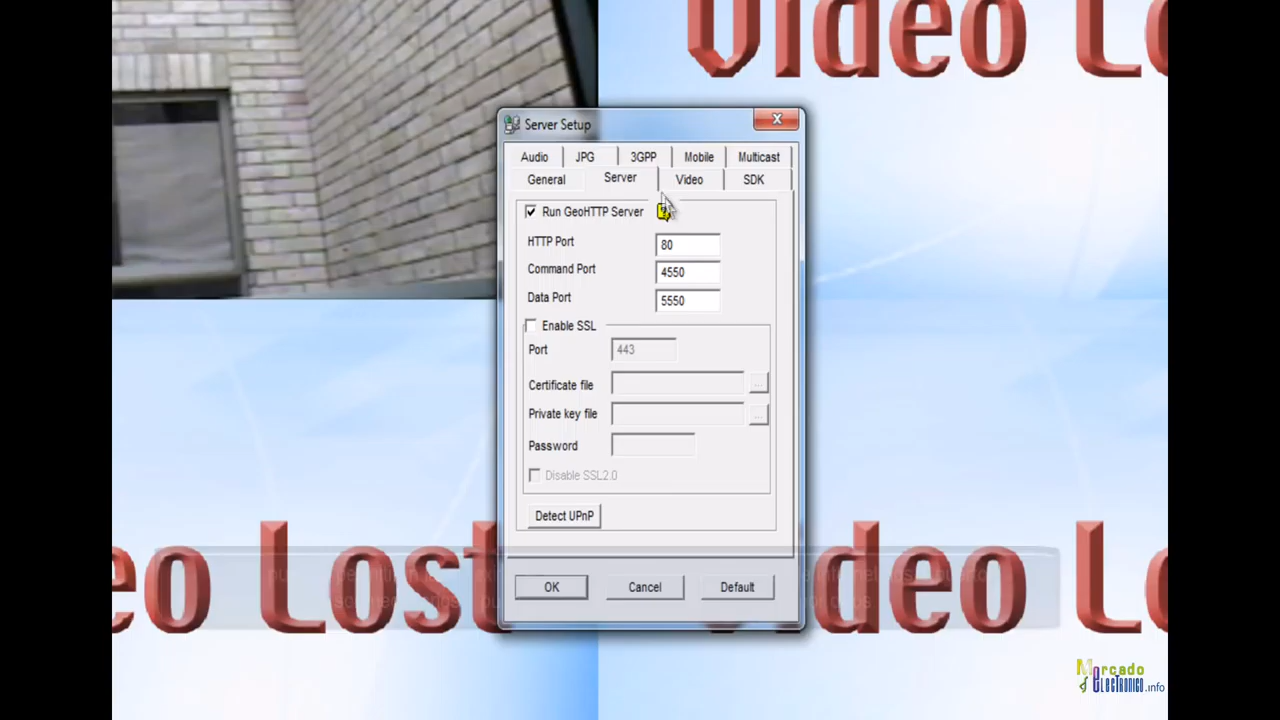 Video Lo
Server Setup
Audio JPG 3GPP Mobile Multicast
General Server Video SDK
Run GeoHTTP Server
HTTP Port 80
Command Port 4550
Data Port 5550
Enable SSL
Port 443
Certificate file ...
Private key file ...
Password
Disable SSL2.0
Detect UPnP
OK Cancel Default
eo Lost
ideo Lo
Mercado
electronico.info